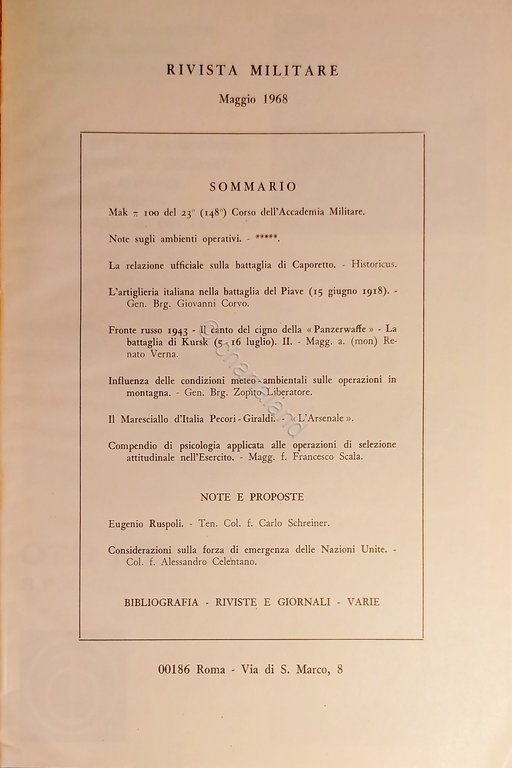 RIVISTA MILITARE
Maggio 1968
SOMMARIO
Mak π 100 del 23° (148°) Corso dell'Accademia Militare.
Note sugli ambienti operativi. - *****.
La relazione ufficiale sulla battaglia di Caporetto. - Historicus.
L'artiglieria italiana nella battaglia del Piave (15 giugno 1918). -
Gen. Brg. Giovanni Corvo.
Fronte russo 1943 - Il canto del cigno della « Panzerwaffe » - La
battaglia di Kursk (5 - 16 luglio). II. - Magg. a. (mon) Re-
nato Verna.
Influenza delle condizioni meteo-ambientali sulle operazioni in
montagna. - Gen. Brg. Zopito Liberatore.
Il Maresciallo d'Italia Pecori-Giraldi. - « L'Arsenale ».
Compendio di psicologia applicata alle operazioni di selezione
attitudinale nell'Esercito. - Magg. f. Francesco Scala.
NOTE E PROPOSTE
Eugenio Ruspoli. - Ten. Col. f. Carlo Schreiner.
Considerazioni sulla forza di emergenza delle Nazioni Unite. -
Col. f. Alessandro Celentano.
BIBLIOGRAFIA - RIVISTE E GIORNALI - VARIE
00186 Roma - Via di S. Marco, 8